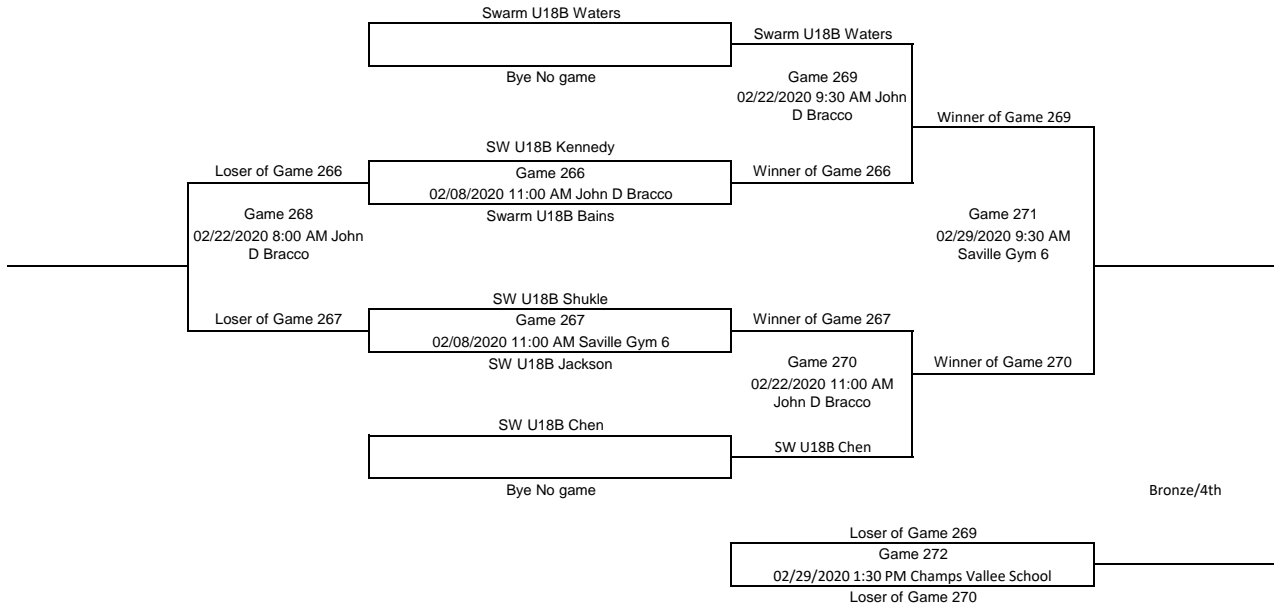 Swarm U18B Waters
Swarm U18B Waters
Bye No game
Game 269
02/22/2020 9:30 AM John
D Bracco
Winner of Game 269
SW U18B Kennedy
Loser of Game 266
Game 266
02/08/2020 11:00 AM John D Bracco
Winner of Game 266
Swarm U18B Bains
Game 268
02/22/2020 8:00 AM John
D Bracco
Game 271
02/29/2020 9:30 AM
Saville Gym 6
SW U18B Shukle
Loser of Game 267
Game 267
02/08/2020 11:00 AM Saville Gym 6
Winner of Game 267
SW U18B Jackson
Game 270
02/22/2020 11:00 AM
John D Bracco
Winner of Game 270
SW U18B Chen
SW U18B Chen
Bye No game
Bronze/4th
Loser of Game 269
Game 272
02/29/2020 1:30 PM Champs Vallee School
Loser of Game 270